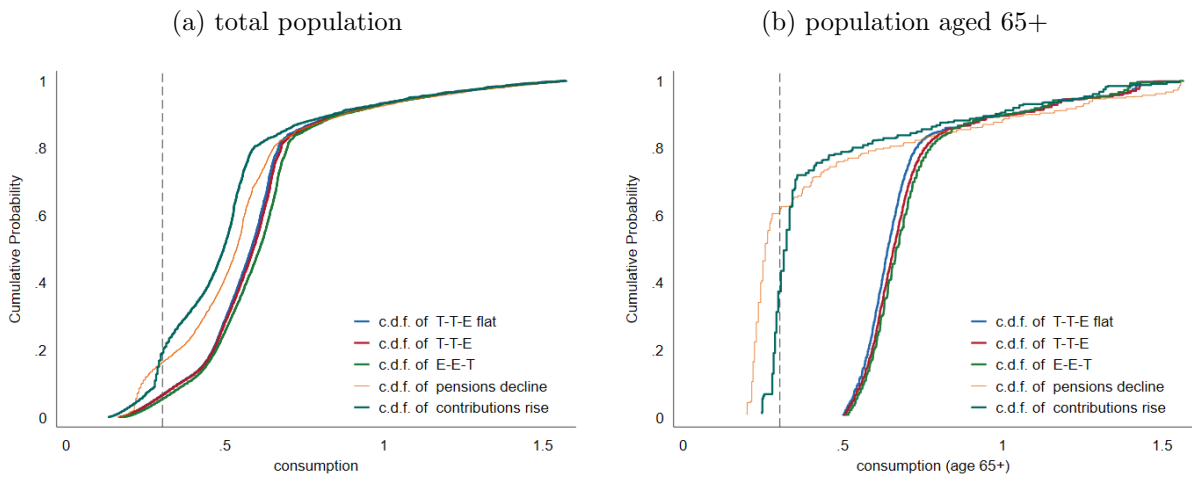 (a) total population
1
.8
.6
.4
.2
0
Cumulative Probability
c.d.f. of T-T-E flat
c.d.f. of T-T-E
c.d.f. of E-E-T
c.d.f. of pensions decline
c.d.f. of contributions rise
0 .5 1 1.5
consumption
(b) population aged 65+
1
.8
.6
.4
.2
0
Cumulative Probability
c.d.f. of T-T-E flat
c.d.f. of T-T-E
c.d.f. of E-E-T
c.d.f. of pensions decline
c.d.f. of contributions rise
0 .5 1 1.5
consumption (age 65+)